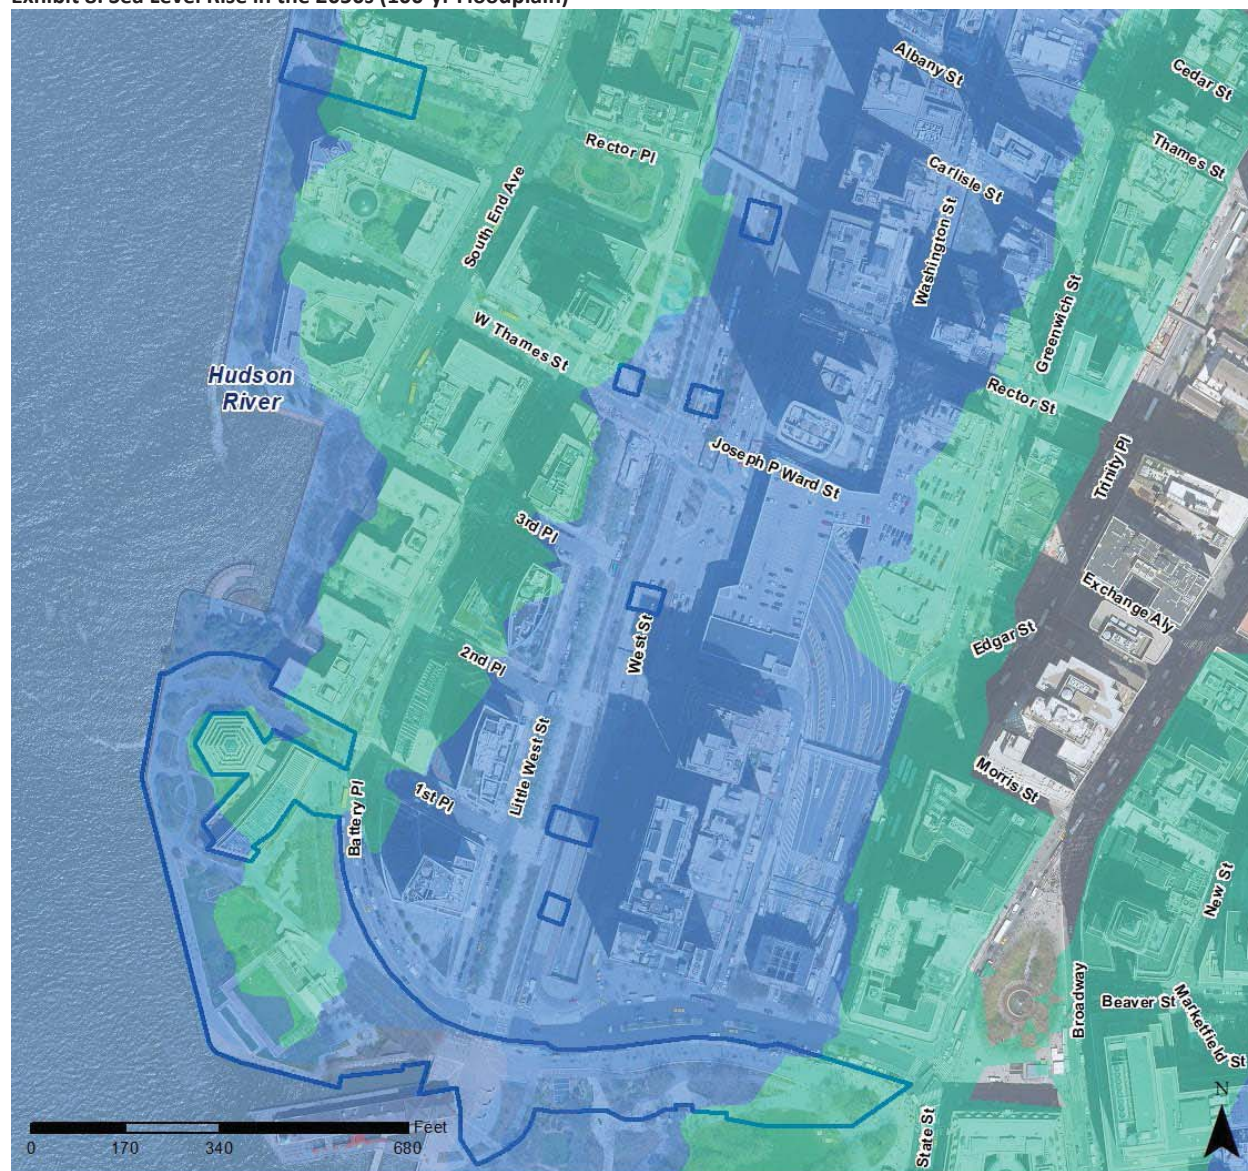 Exhibit 8: Sea Level Rise in the 2050s (100-yr Floodplain)
Albany St
Cedar St
Rector Pl
Thames St
Carlisle St
South End Ave
Washington St
Greenwich St
W Thames St
Hudson
River
Rector St
Joseph P Ward St
Trinity Pl
3rd Pl
Exchange Aly
Edgar St
West St
2nd Pl
Little West St
Morris St
1st Pl
Battery Pl
New St
Broadway
Beaver St
Marketfield St
State St
N
Feet
0 170 340 680